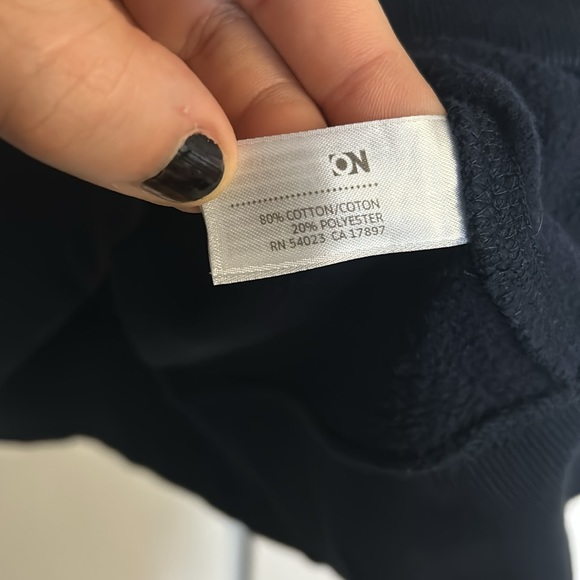 ON
80% COTTON/COTON
20% POLYESTER
RN 54023 CA 17897